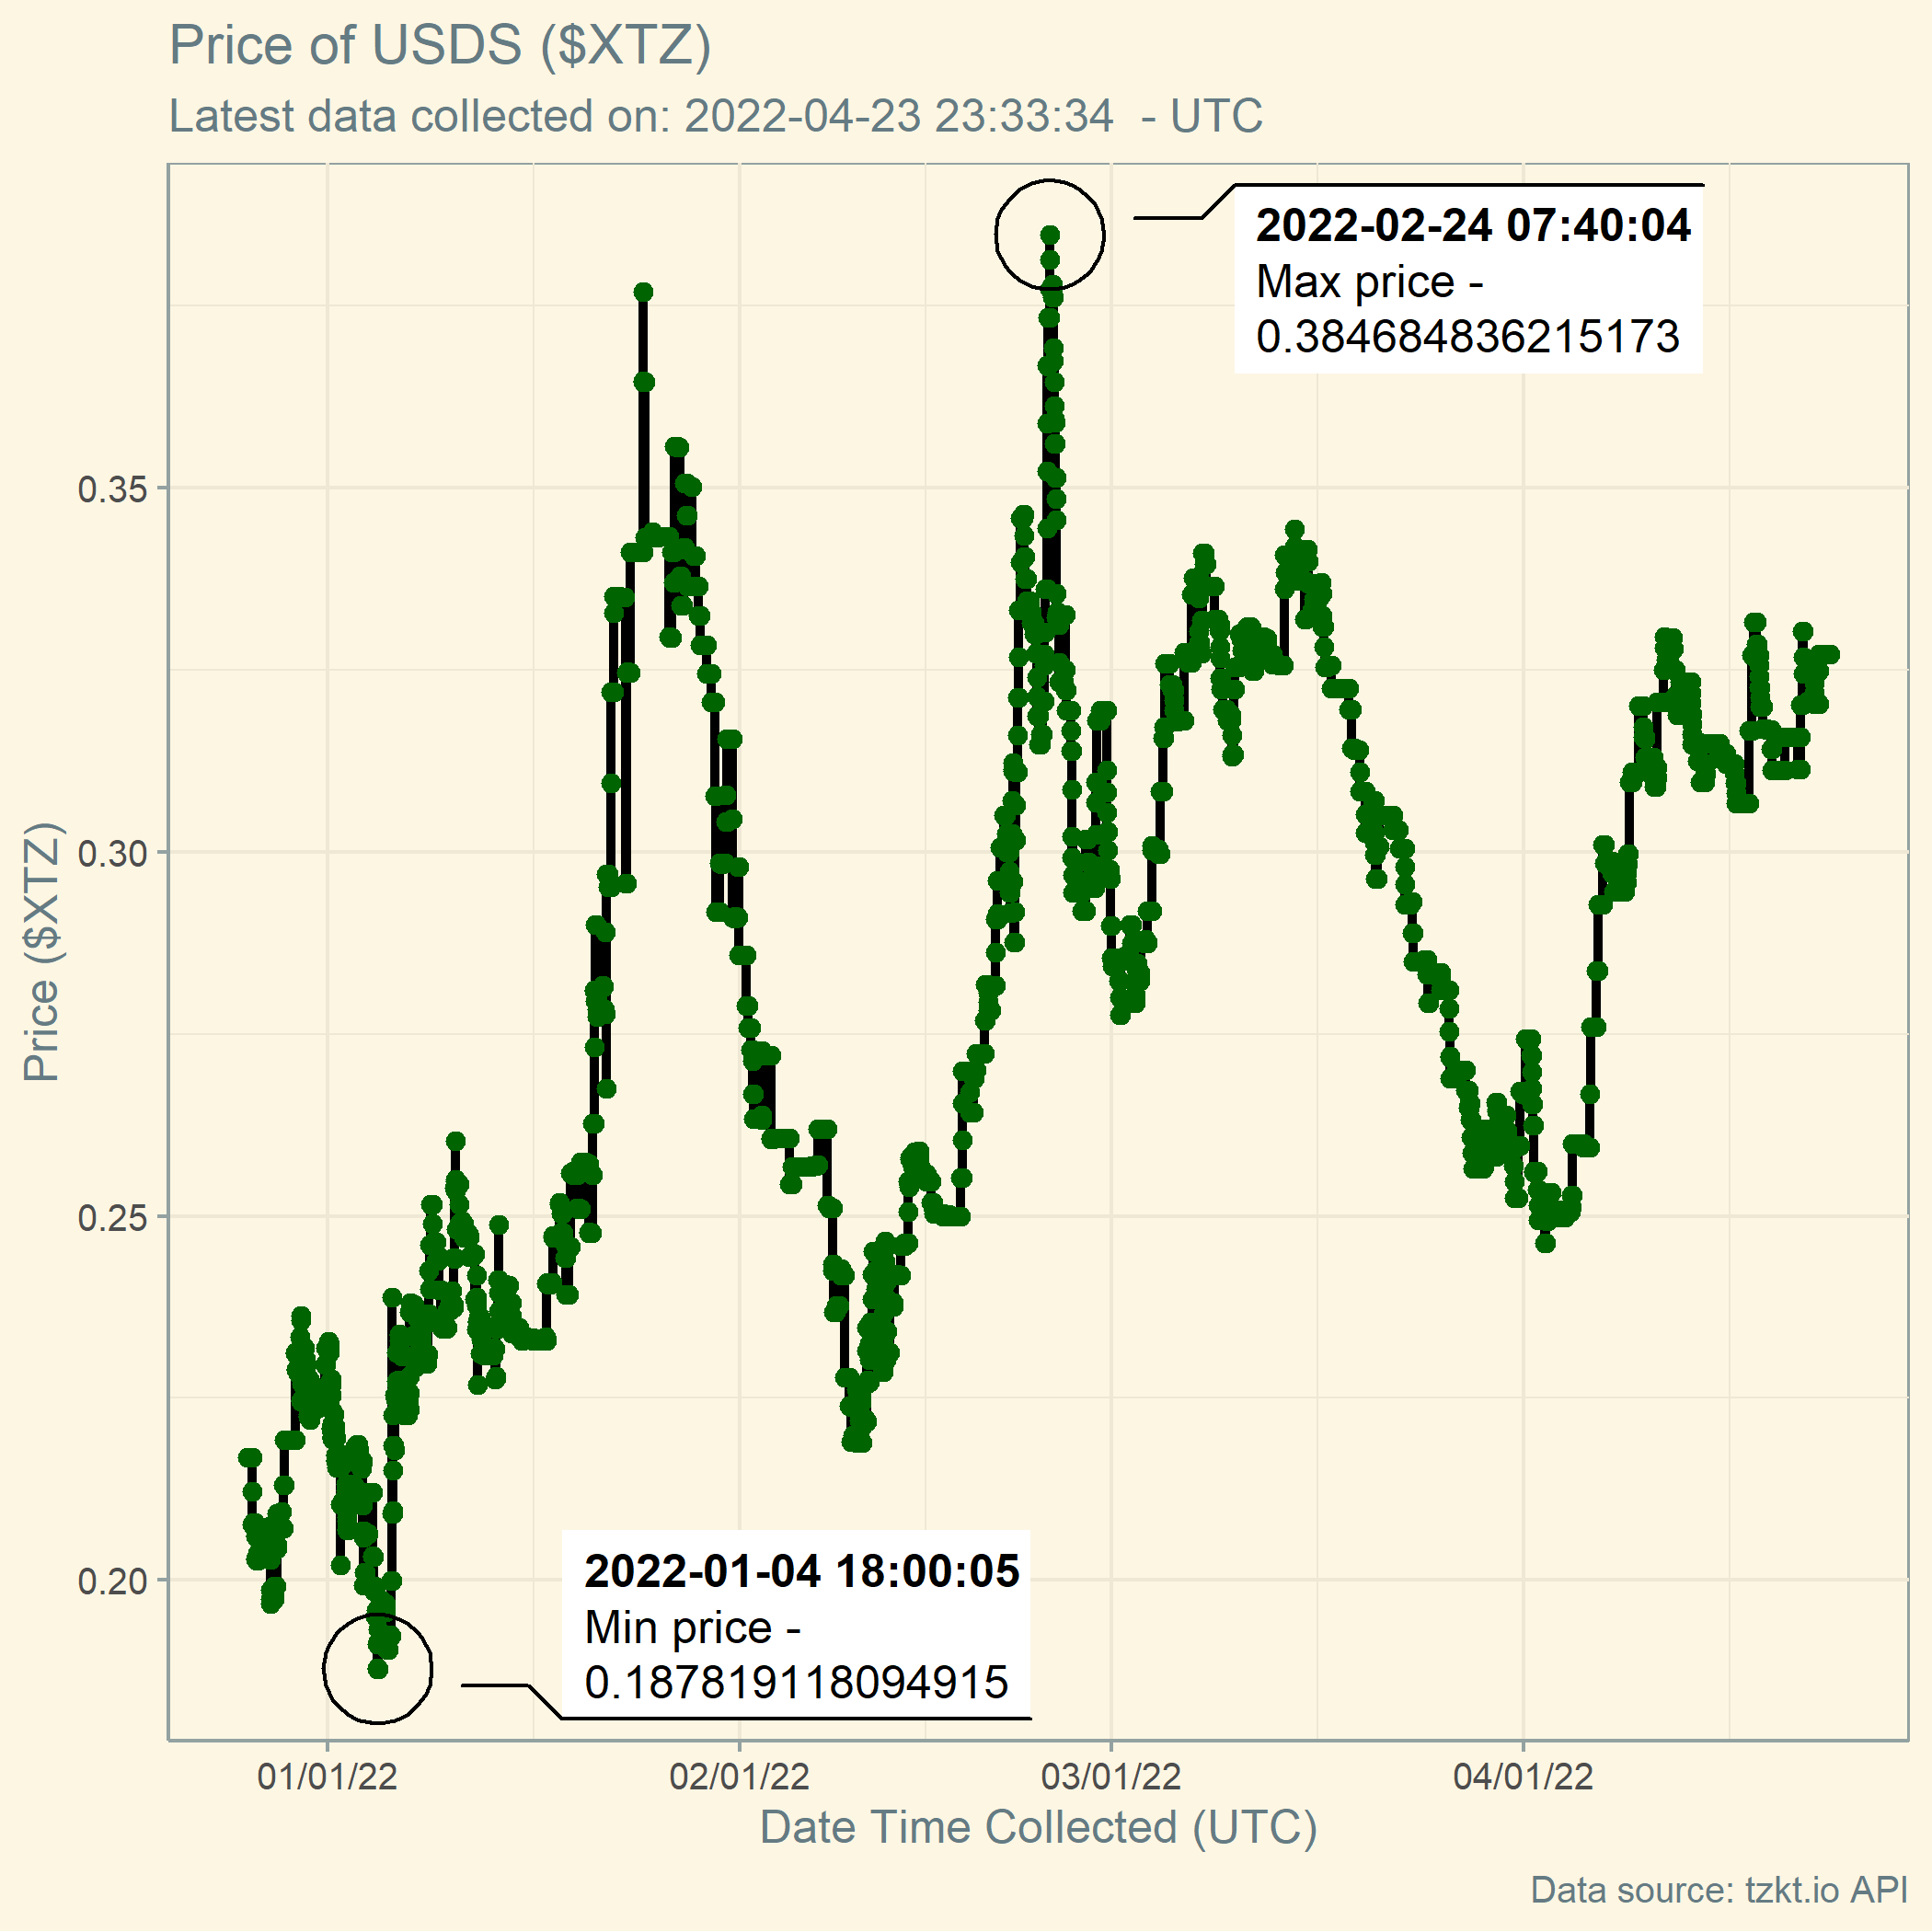 Price of USDS ($XTZ)
Latest data collected on: 2022-04-23 23:33:34  - UTC
2022-02-24 07:40:04
Max price -
0.384684836215173
0.35
0.30
0.25
0.20
Price ($XTZ)
2022-01-04 18:00:05
Min price -
0.187819118094915
01/01/22
02/01/22
03/01/22
04/01/22
Date Time Collected (UTC)
Data source: tzkt.io API